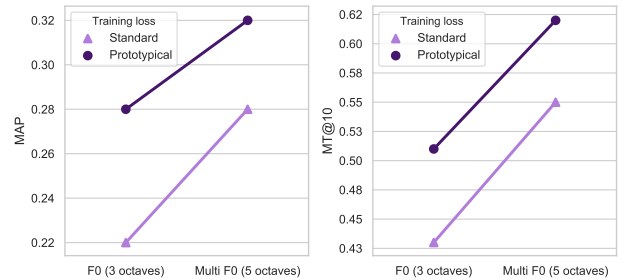 Training loss
Standard
Prototypical
MAP
0.32
0.30
0.28
0.26
0.24
0.22
F0 (3 octaves)
Multi F0 (5 octaves)
Training loss
Standard
Prototypical
MT@10
0.62
0.60
0.58
0.55
0.53
0.50
0.48
0.45
0.43
F0 (3 octaves)
Multi F0 (5 octaves)